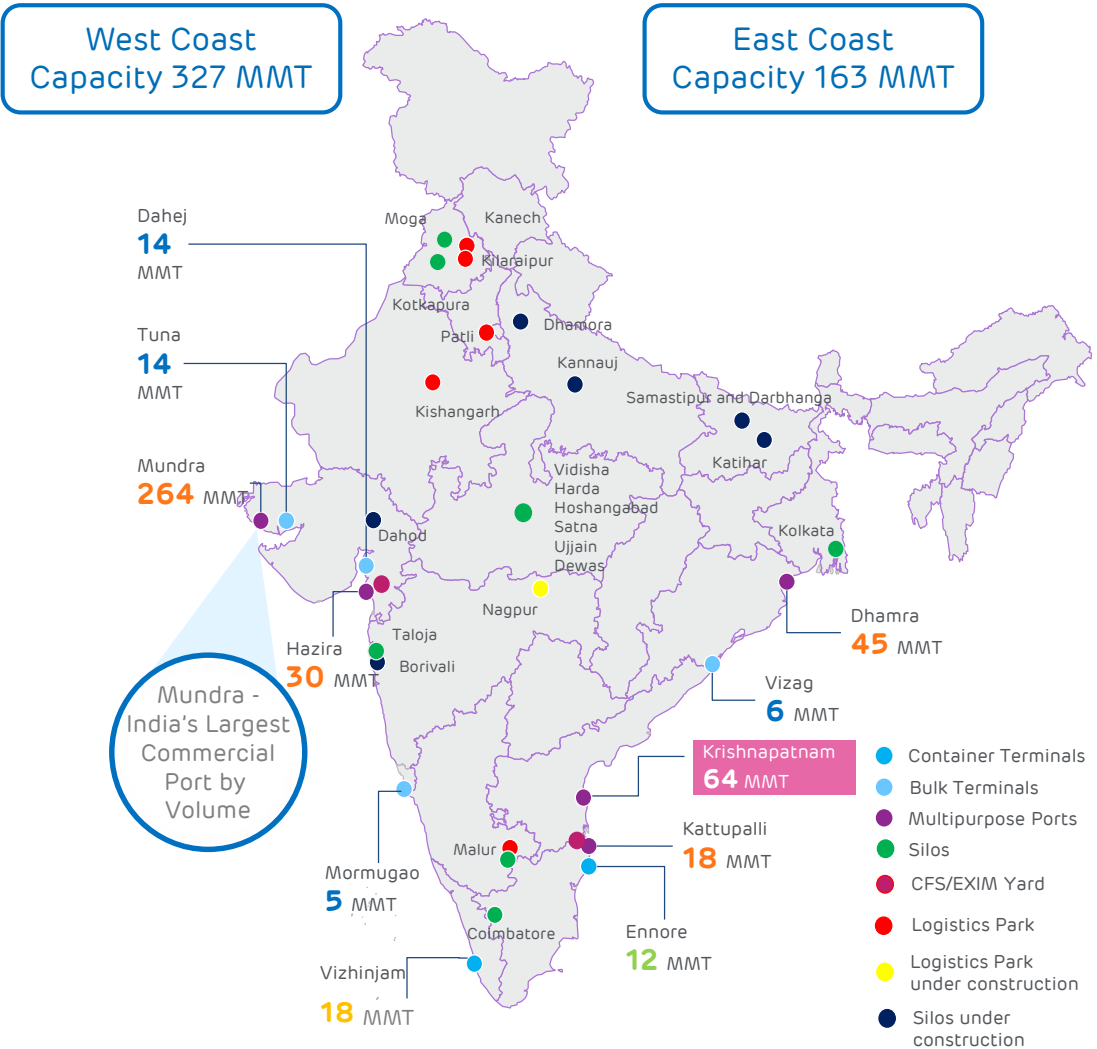 West Coast
Capacity 327 MMT
East Coast
Capacity 163 MMT
Dahej
14
MMT
Tuna
14
MMT
Mundra
264 MMT
Moga
Kanech
Kilaraipur
Kotkapura
Patli
Dhamora
Kannauj
Kishangarh
Samastipur and Darbhanga
Katihar
Vidisha
Harda
Hoshangabad
Satna
Ujjain
Dewas
Kolkata
Dahod
Nagpur
Dhamra
45 MMT
Hazira
30 MMT
Taloja
Borivali
Vizag
6 MMT
Mundra -
India's Largest
Commercial
Port by
Volume
Krishnapatnam
64 MMT
Kattupalli
18 MMT
Malur
Mormugao
5 MMT
Coimbatore
Ennore
12 MMT
Vizhinjam
18 MMT
Container Terminals
Bulk Terminals
Multipurpose Ports
Silos
CFS/EXIM Yard
Logistics Park
Logistics Park
under construction
Silos under
construction